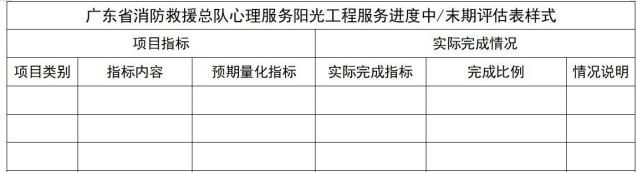 广东省消防救援总队心理服务阳光工程服务进度中/末期评估表样式
项目指标 实际完成情况
项目类别 指标内容 预期量化指标 实际完成指标 完成比例 情况说明